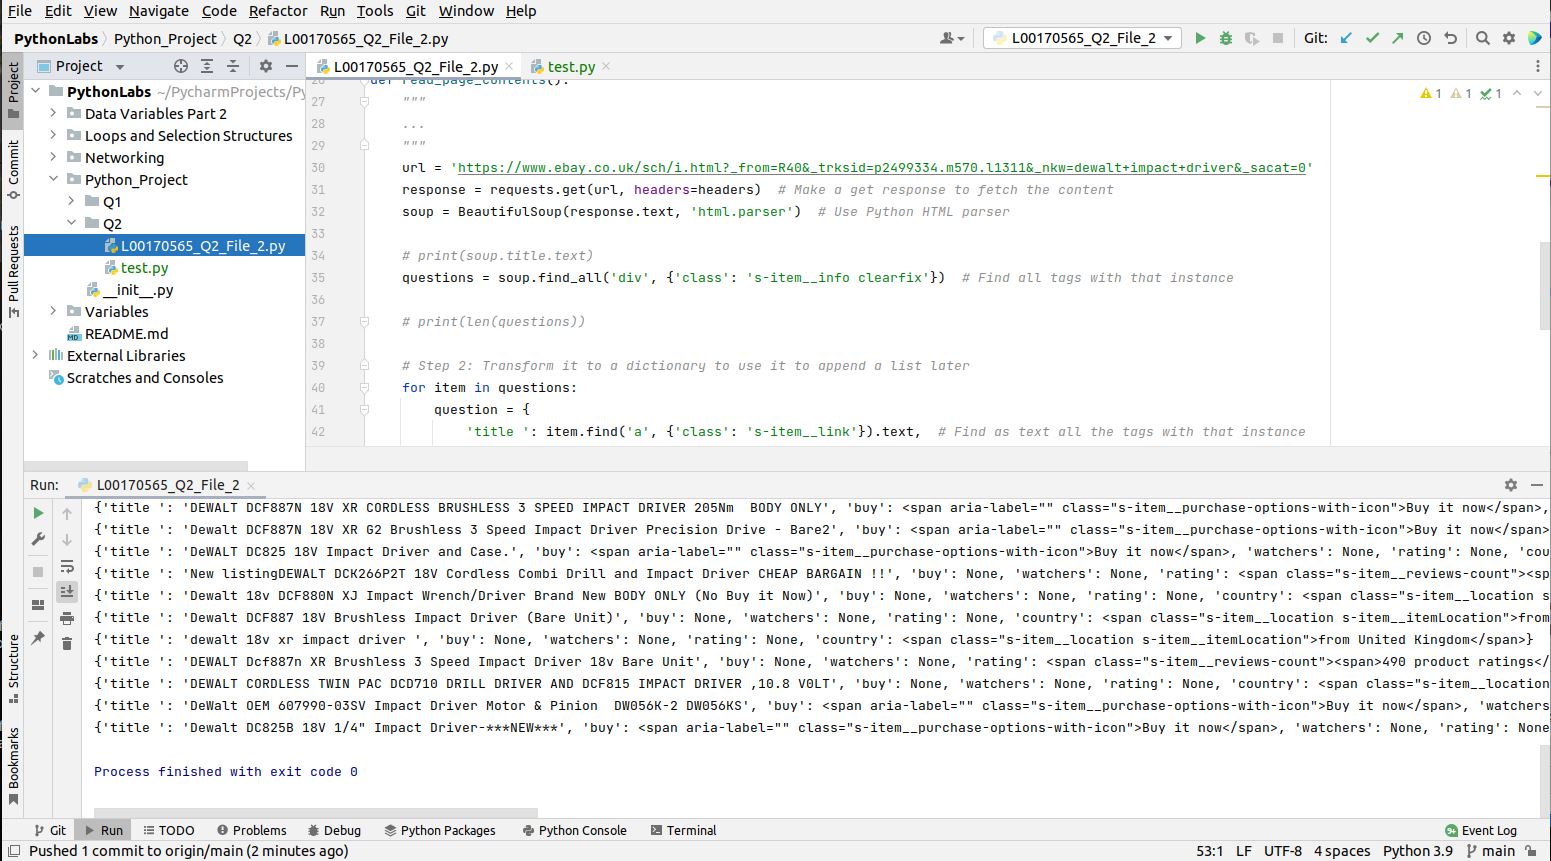 File Edit View Navigate Code Refactor Run Tools Git Window Help
PythonLabs Python_Project Q2 L00170565_Q2_File_2.py L00170565_Q2_File_2 Git:
Project L00170565_Q2_File_2.py test.py
PythonLabs ~/PycharmProjects/Py
Data Variables Part 2
Loops and Selection Structures
Networking
Python_Project
Q1
Q2
L00170565_Q2_File_2.py
test.py
__init__.py
Variables
README.md
External Libraries
Scratches and Consoles
Project
Commit
Pull Requests
Structure
Bookmarks
1 1 1
26 def read_page_contents():
27 """
28 ...
29 """
30 url = 'https://www.ebay.co.uk/sch/i.html?_from=R40&_trksid=p2499334.m570.l1311&_nkw=dewalt+impact+driver&_sacat=0'
31 response = requests.get(url, headers=headers) # Make a get response to fetch the content
32 soup = BeautifulSoup(response.text, 'html.parser') # Use Python HTML parser
33
34 # print(soup.title.text)
35 questions = soup.find_all('div', {'class': 's-item__info clearfix'}) # Find all tags with that instance
36
37 # print(len(questions))
38
39 # Step 2: Transform it to a dictionary to use it to append a list later
40 for item in questions:
41 question = {
42 'title ': item.find('a', {'class': 's-item__link'}).text, # Find as text all the tags with that instance
Run: L00170565_Q2_File_2
{'title ': 'DEWALT DCF887N 18V XR CORDLESS BRUSHLESS 3 SPEED IMPACT DRIVER 205Nm  BODY ONLY', 'buy': <span aria-label="" class="s-item__purchase-options-with-icon">Buy it now</span>,
{'title ': 'DEWALT DCF887N 18V XR G2 Brushless 3 Speed Impact Driver Precision Drive - Bare2', 'buy': <span aria-label="" class="s-item__purchase-options-with-icon">Buy it now</span>
{'title ': 'DeWALT DC825 18V Impact Driver and Case.', 'buy': <span aria-label="" class="s-item__purchase-options-with-icon">Buy it now</span>, 'watchers': None, 'rating': None, 'cou
{'title ': 'New listingDEWALT DCK266P2T 18V Cordless Combi Drill and Impact Driver CHEAP BARGAIN !!', 'buy': None, 'watchers': None, 'rating': <span class="s-item__reviews-count"><sp
{'title ': 'Dewalt 18v DCF880N XJ Impact Wrench/Driver Brand New BODY ONLY (No Buy it Now)', 'buy': None, 'watchers': None, 'rating': None, 'country': <span class="s-item__location s
{'title ': 'Dewalt DCF887 18V Brushless Impact Driver (Bare Unit)', 'buy': None, 'watchers': None, 'rating': None, 'country': <span class="s-item__location s-item__itemLocation">from
{'title ': 'dewalt 18v xr impact driver ', 'buy': None, 'watchers': None, 'rating': None, 'country': <span class="s-item__location s-item__itemLocation">from United Kingdom</span>}
{'title ': 'DEWALT Dcf887n XR Brushless 3 Speed Impact Driver 18v Bare Unit', 'buy': None, 'watchers': None, 'rating': <span class="s-item__reviews-count"><span>490 product ratings</
{'title ': 'DEWALT CORDLESS TWIN PAC DCD710 DRILL DRIVER AND DCF815 IMPACT DRIVER ,10.8 V0LT', 'buy': None, 'watchers': None, 'rating': None, 'country': <span class="s-item__location
{'title ': 'DeWalt OEM 607990-03SV Impact Driver Motor & Pinion  DW056K-2 DW056KS', 'buy': <span aria-label="" class="s-item__purchase-options-with-icon">Buy it now</span>, 'watchers
{'title ': 'Dewalt DC825B 18V 1/4" Impact Driver-***NEW***', 'buy': <span aria-label="" class="s-item__purchase-options-with-icon">Buy it now</span>, 'watchers': None, 'rating': None
Process finished with exit code 0
Git Run TODO Problems Debug Python Packages Python Console Terminal 9+ Event Log
Pushed 1 commit to origin/main (2 minutes ago) 53:1 LF UTF-8 4 spaces Python 3.9 main